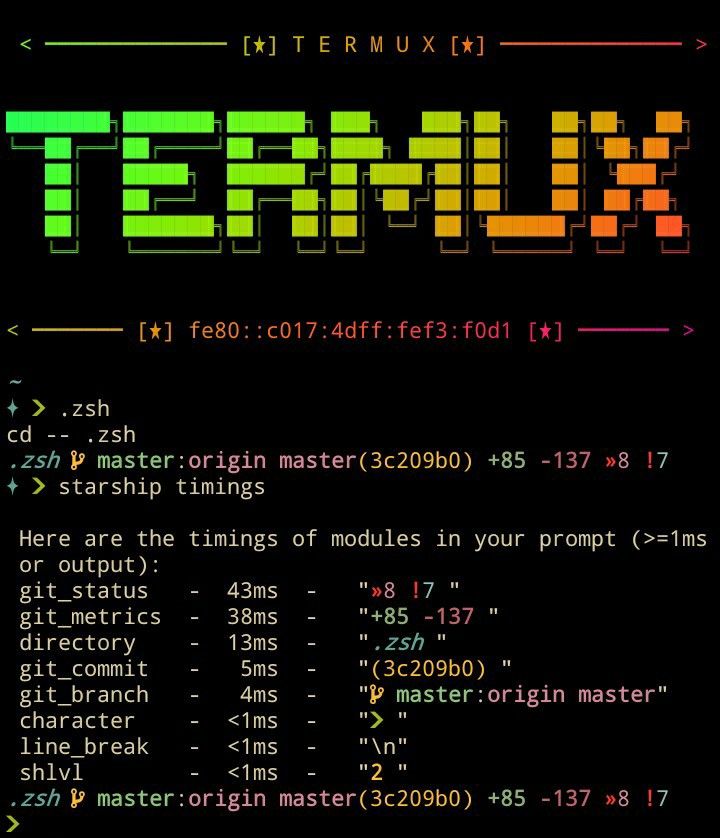 < ━━━━━━━━━━━━━━ [★] T E R M U X [★] ━━━━━━━━━━━━━━ >
TERMUX
< ━━━━━━━ [★] fe80::c017:4dff:fef3:f0d1 [★] ━━━━━━━ >
~
✦ ❯ .zsh
cd -- .zsh
.zsh  master:origin master(3c209b0) +85 -137 »8 !7
✦ ❯ starship timings
Here are the timings of modules in your prompt (>=1ms
or output):
git_status   -  43ms  -   "»8 !7 "
git_metrics  -  38ms  -   "+85 -137 "
directory    -  13ms  -   ".zsh "
git_commit   -   5ms  -   "(3c209b0) "
git_branch   -   4ms  -   " master:origin master"
character    -  <1ms  -   "❯ "
line_break   -  <1ms  -   "\n"
shlvl        -  <1ms  -   "2 "
.zsh  master:origin master(3c209b0) +85 -137 »8 !7
❯